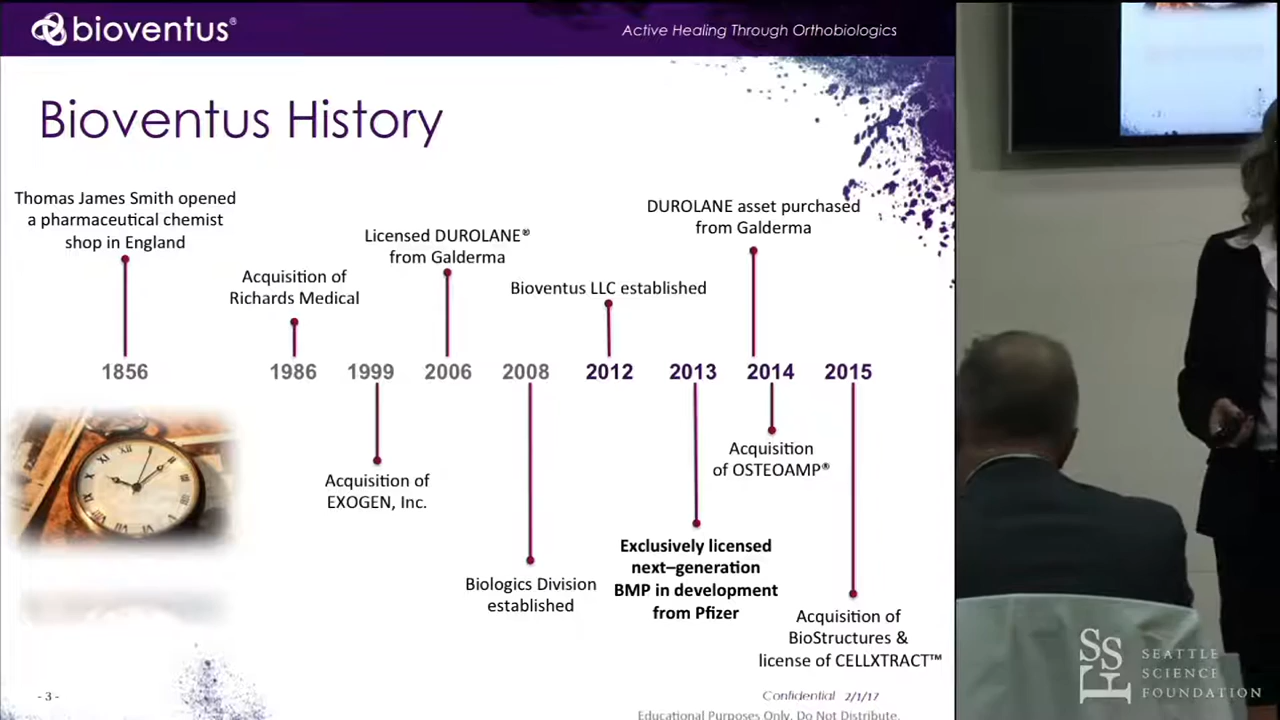 bioventus®
Active Healing Through Orthobiologics
Bioventus History
Thomas James Smith opened
a pharmaceutical chemist
shop in England
Acquisition of
Richards Medical
Licensed DUROLANE®
from Galderma
Bioventus LLC established
DUROLANE asset purchased
from Galderma
1856
1986
1999
2006
2008
2012
2013
2014
2015
Acquisition of
EXOGEN, Inc.
Biologics Division
established
Exclusively licensed
next–generation
BMP in development
from Pfizer
Acquisition
of OSTEOAMP®
Acquisition of
BioStructures &
license of CELLXTRACT™
- 3 -
Confidential 2/1/17
Educational Purposes Only. Do Not Distribute.
SSF
SEATTLE
SCIENCE
FOUNDATION